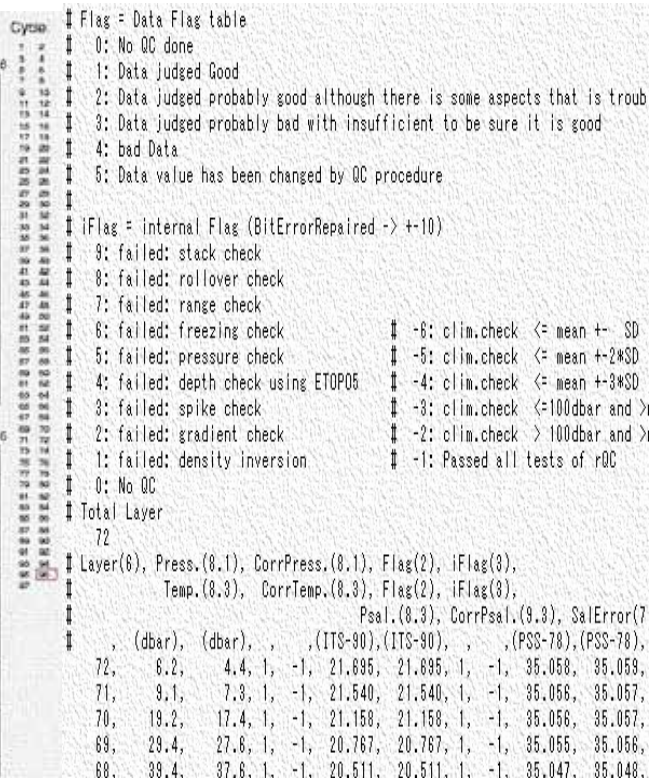 Cycle
# Flag = Data Flag table
# 0: No QC done
# 1: Data judged Good
# 2: Data judged probably good although there is some aspects that is troub
# 3: Data judged probably bad with insufficient to be sure it is good
# 4: bad Data
# 5: Data value has been changed by QC procedure
#
# iFlag = internal Flag (BitErrorRepaired -> +-10)
# 9: failed: stack check
# 8: failed: rollover check
# 7: failed: range check
# 6: failed: freezing check # -6: clim.check <= mean +- SD
# 5: failed: pressure check # -5: clim.check <= mean +-2*SD
# 4: failed: depth check using ETOPO5 # -4: clim.check <= mean +-3*SD
# 3: failed: spike check # -3: clim.check <=100dbar and >
# 2: failed: gradient check # -2: clim.check > 100dbar and >
# 1: failed: density inversion # -1: Passed all tests of rQC
# 0: No QC
# Total Layer
72
# Layer(6), Press.(8.1), CorrPress.(8.1), Flag(2), iFlag(3),
# Temp.(8.3), CorrTemp.(8.3), Flag(2), iFlag(3),
# Psal.(8.3), CorrPsal.(9.3), SalError(7
# , (dbar), (dbar), , ,(ITS-90),(ITS-90), , ,(PSS-78),(PSS-78),
72, 6.2, 4.4, 1, -1, 21.695, 21.695, 1, -1, 35.058, 35.059,
71, 9.1, 7.3, 1, -1, 21.540, 21.540, 1, -1, 35.056, 35.057,
70, 19.2, 17.4, 1, -1, 21.158, 21.158, 1, -1, 35.056, 35.057,
69, 29.4, 27.6, 1, -1, 20.767, 20.767, 1, -1, 35.055, 35.056,
68, 39.4, 37.6, 1, -1, 20.511, 20.511, 1, -1, 35.047, 35.048,